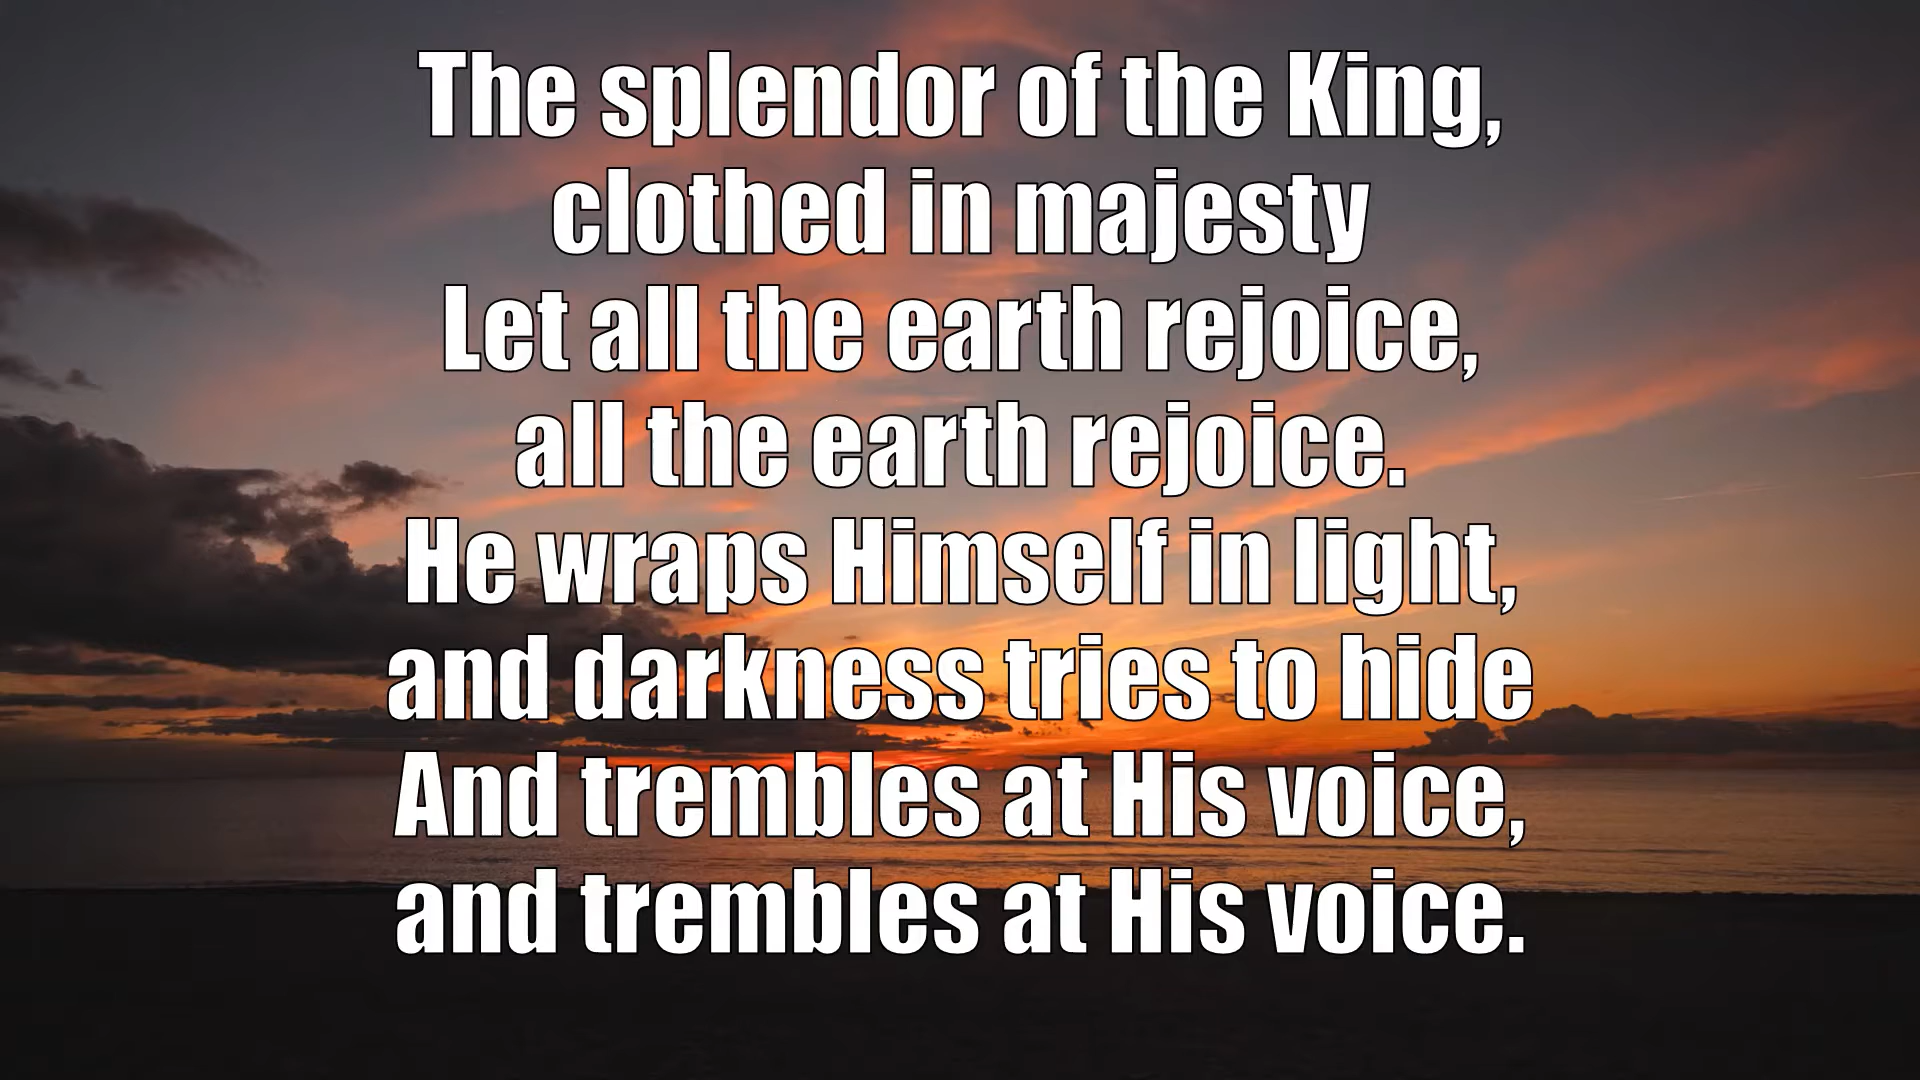 The splendor of the King,
clothed in majesty
Let all the earth rejoice,
all the earth rejoice.
He wraps Himself in light,
and darkness tries to hide
And trembles at His voice,
and trembles at His voice.